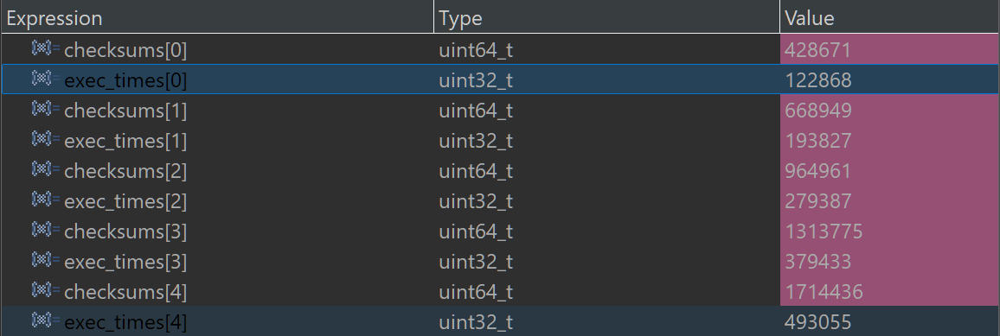 Expression Type Value
checksums[0] uint64_t 428671
exec_times[0] uint32_t 122868
checksums[1] uint64_t 668949
exec_times[1] uint32_t 193827
checksums[2] uint64_t 964961
exec_times[2] uint32_t 279387
checksums[3] uint64_t 1313775
exec_times[3] uint32_t 379433
checksums[4] uint64_t 1714436
exec_times[4] uint32_t 493055